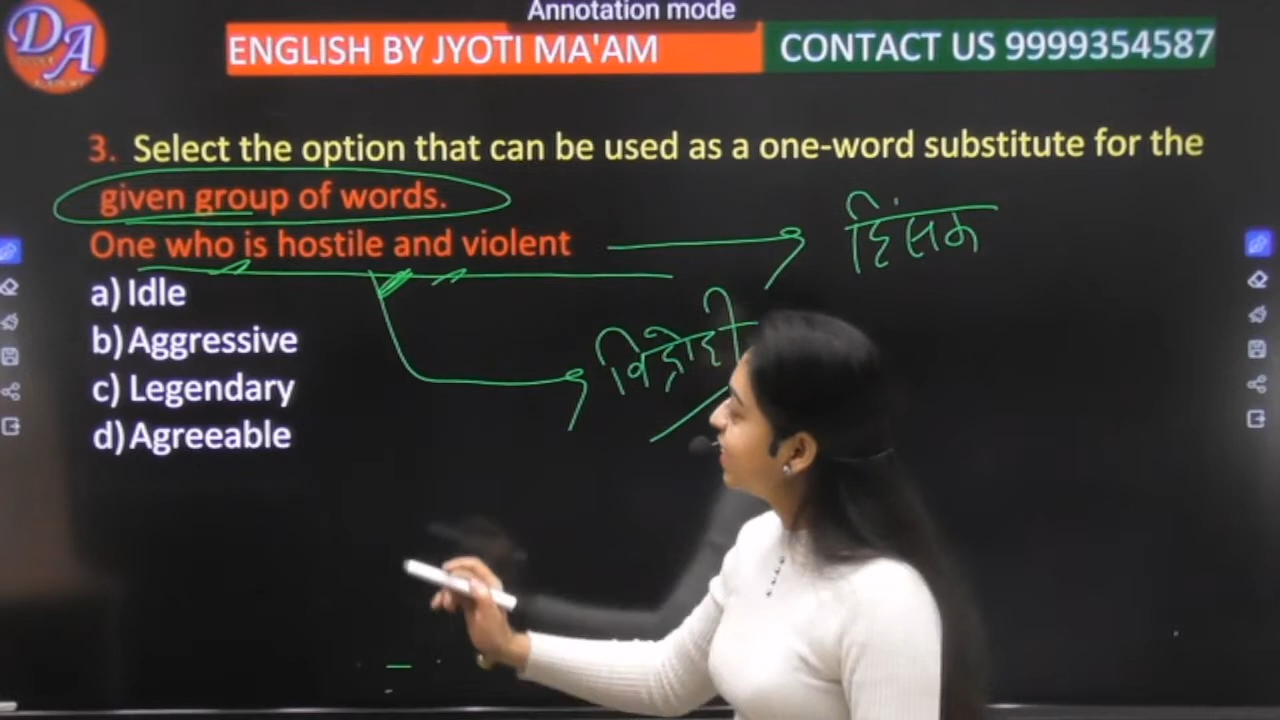 Annotation mode
DA
ENGLISH BY JYOTI MA'AM
CONTACT US 9999354587
3. Select the option that can be used as a one-word substitute for the
given group of words.
One who is hostile and violent
हिंसक
विद्रोही
a) Idle
b) Aggressive
c) Legendary
d) Agreeable